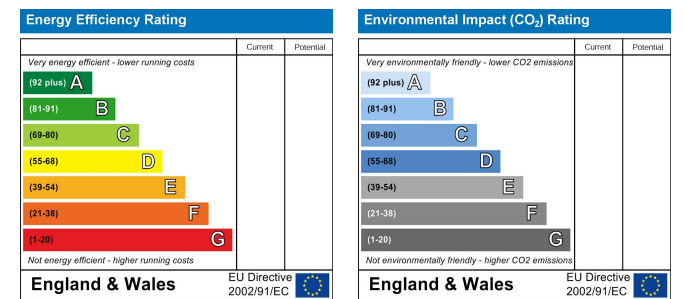 Energy Efficiency Rating
Current Potential
Very energy efficient - lower running costs
(92 plus) A
(81-91) B
(69-80) C
(55-68) D
(39-54) E
(21-38) F
(1-20) G
Not energy efficient - higher running costs
England & Wales
EU Directive
2002/91/EC
Environmental Impact (CO₂) Rating
Current Potential
Very environmentally friendly - lower CO2 emissions
(92 plus) A
(81-91) B
(69-80) C
(55-68) D
(39-54) E
(21-38) F
(1-20) G
Not environmentally friendly - higher CO2 emissions
England & Wales
EU Directive
2002/91/EC